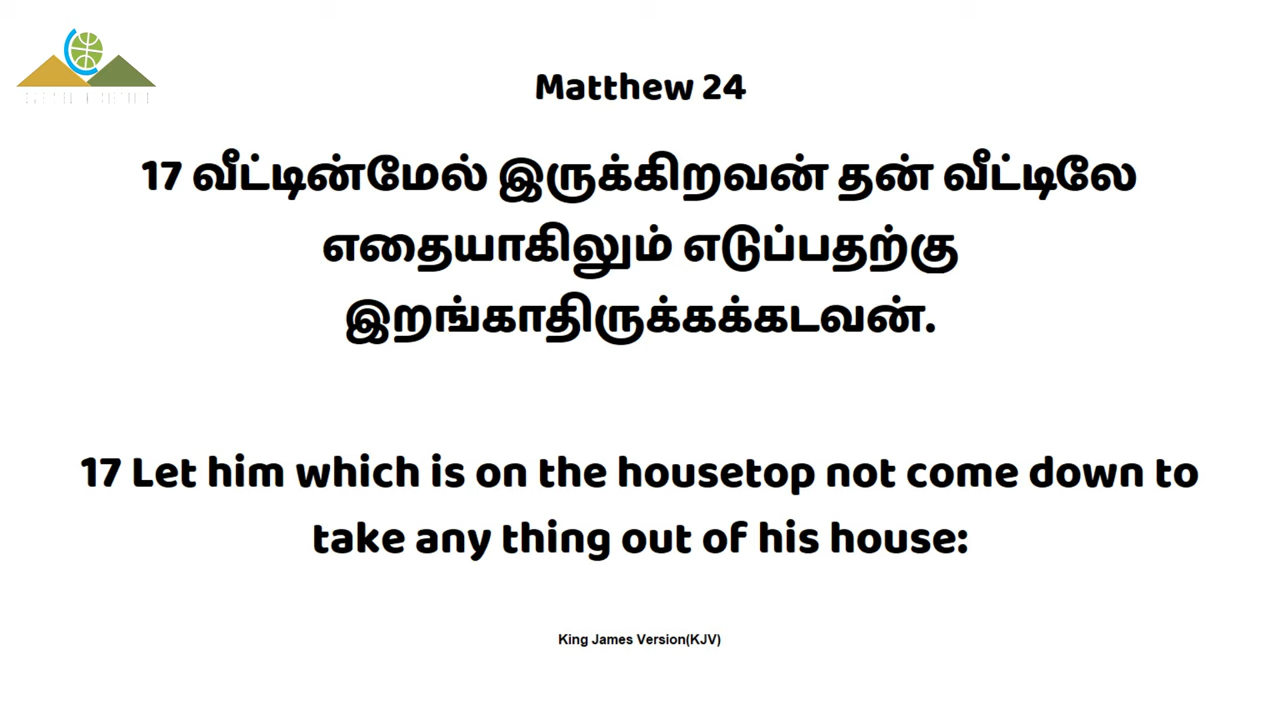 Matthew 24
17 வீட்டின்மேல் இருக்கிறவன் தன் வீட்டிலே
எதையாகிலும் எடுப்பதற்கு
இறங்காதிருக்கக்கடவன்.
17 Let him which is on the housetop not come down to
take any thing out of his house:
King James Version(KJV)